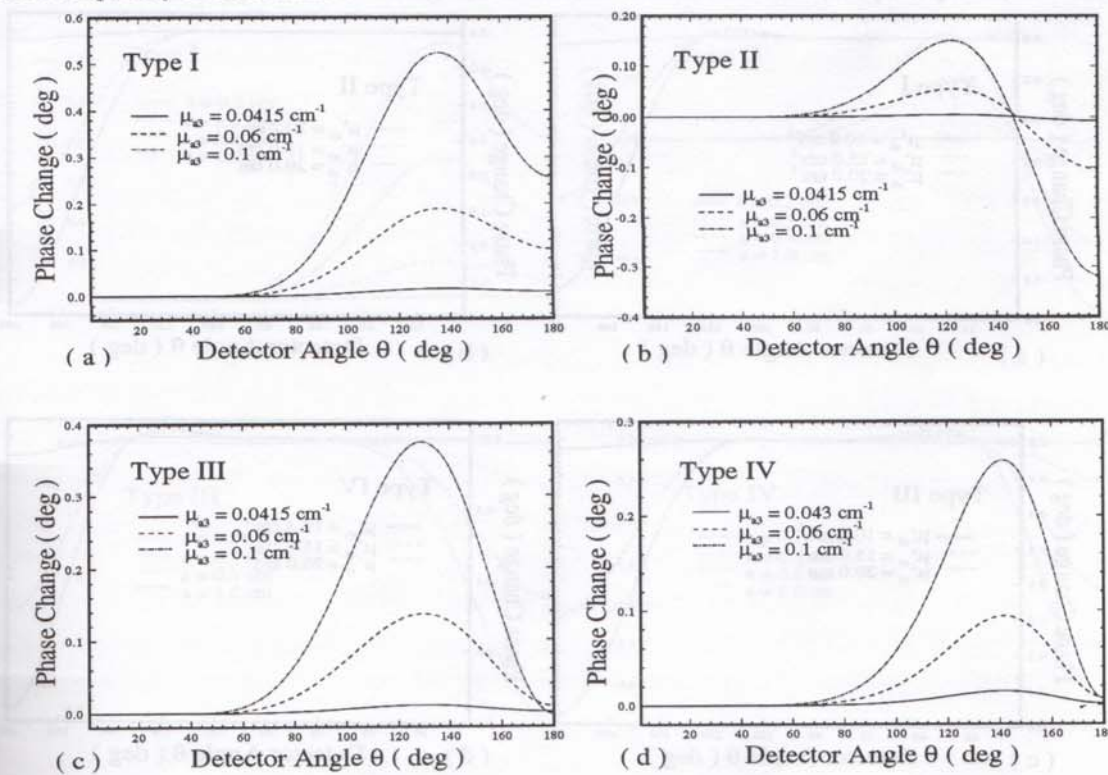 0.6
0.5
0.4
0.3
0.2
0.1
0.0
Phase Change ( deg )
Type I
μa3 = 0.0415 cm-1
μa3 = 0.06 cm-1
μa3 = 0.1 cm-1
20 40 60 80 100 120 140 160 180
( a )
Detector Angle θ ( deg )
0.20
0.10
0.00
-0.1
-0.2
-0.3
-0.4
Phase Change ( deg )
Type II
μa3 = 0.0415 cm-1
μa3 = 0.06 cm-1
μa3 = 0.1 cm-1
20 40 60 80 100 120 140 160 180
( b )
Detector Angle θ ( deg )
0.4
0.3
0.2
0.1
0.0
Phase Change ( deg )
Type III
μa3 = 0.0415 cm-1
μa3 = 0.06 cm-1
μa3 = 0.1 cm-1
20 40 60 80 100 120 140 160 180
( c )
Detector Angle θ ( deg )
0.3
0.2
0.1
0.0
Phase Change ( deg )
Type IV
μa3 = 0.043 cm-1
μa3 = 0.06 cm-1
μa3 = 0.1 cm-1
20 40 60 80 100 120 140 160 180
( d )
Detector Angle θ ( deg )